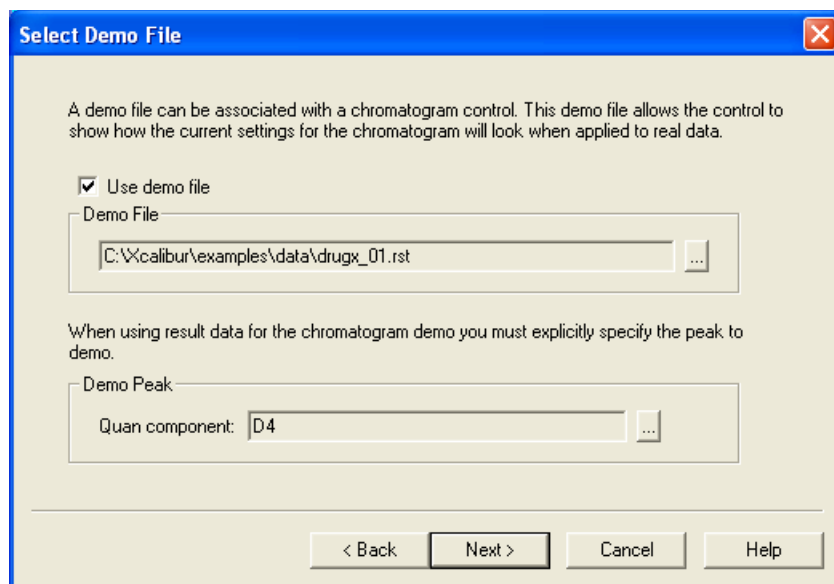 Select Demo File
A demo file can be associated with a chromatogram control. This demo file allows the control to
show how the current settings for the chromatogram will look when applied to real data.
Use demo file
Demo File
C:\Xcalibur\examples\data\drugx_01.rst
...
When using result data for the chromatogram demo you must explicitly specify the peak to
demo.
Demo Peak
Quan component: D4
...
< Back Next > Cancel Help